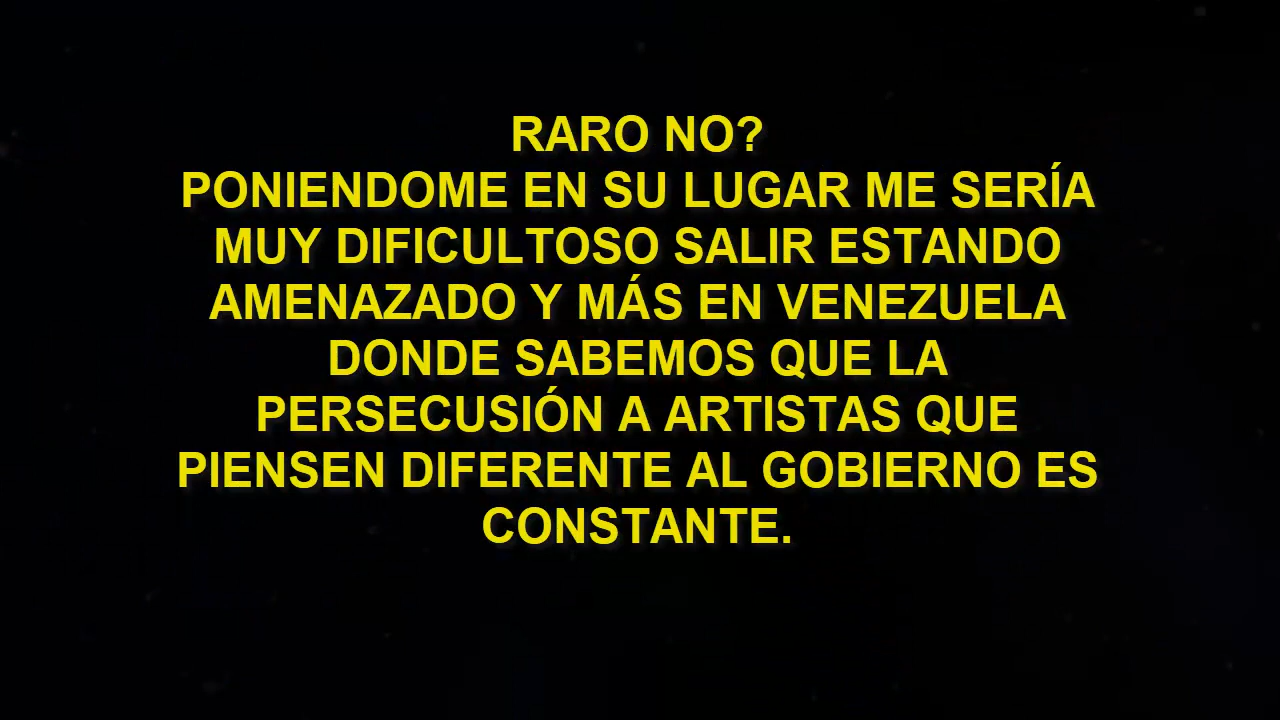 RARO NO?
PONIENDOME EN SU LUGAR ME SERÍA
MUY DIFICULTOSO SALIR ESTANDO
AMENAZADO Y MÁS EN VENEZUELA
DONDE SABEMOS QUE LA
PERSECUSIÓN A ARTISTAS QUE
PIENSEN DIFERENTE AL GOBIERNO ES
CONSTANTE.